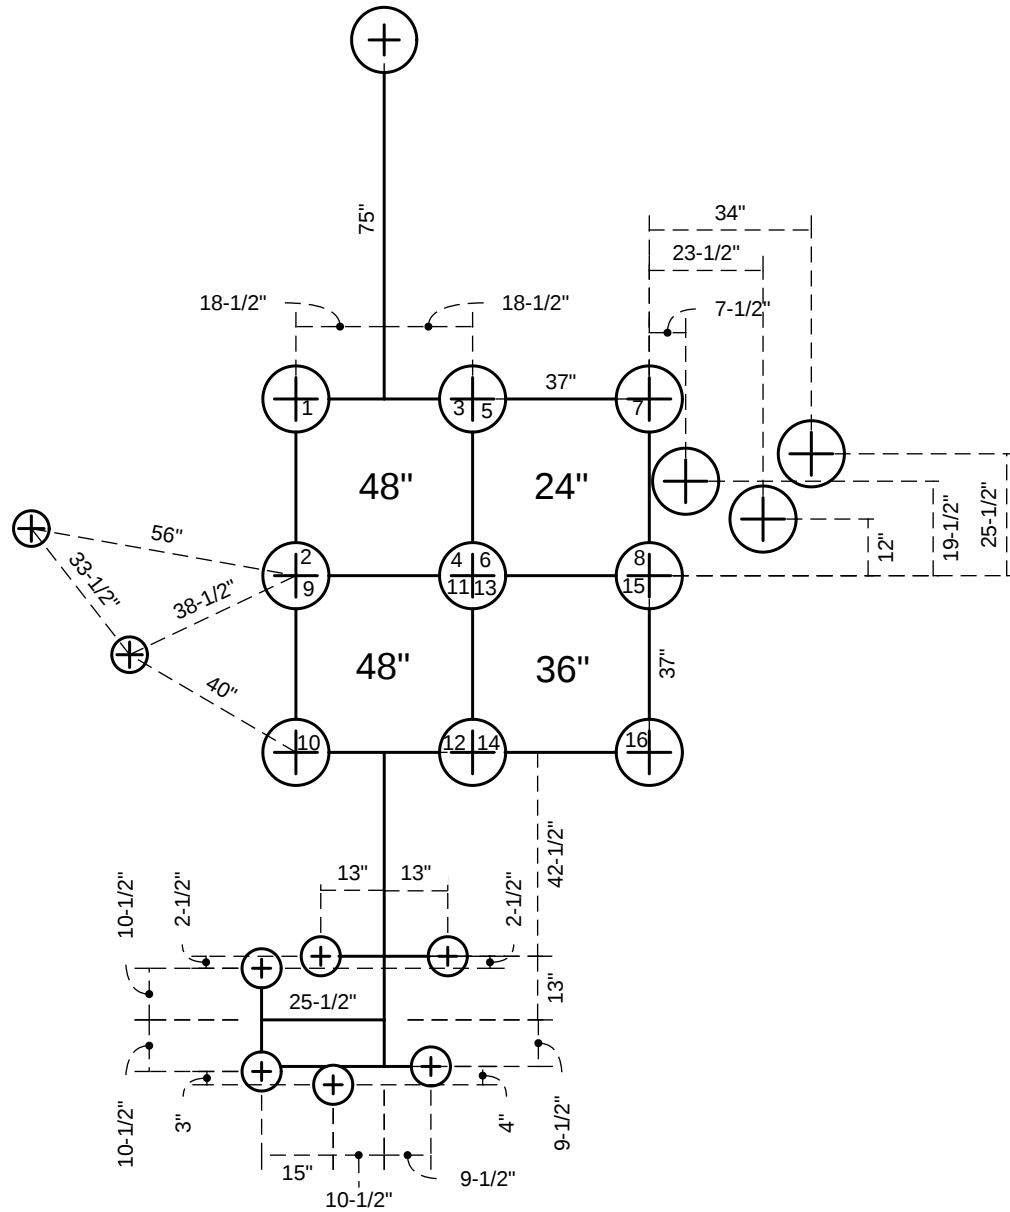 34"
23-1/2"
75"
18-1/2" 18-1/2" 7-1/2"
37"
1 3 5 7
48" 24"
25-1/2"
19-1/2"
12"
56"
33-1/2"
38-1/2"
2 4 6 8
9 11 13 15
48" 36"
37"
40"
10 12 14 16
42-1/2"
13" 13"
10-1/2" 2-1/2" 2-1/2"
25-1/2" 13"
10-1/2" 3" 4" 9-1/2"
15" 9-1/2"
10-1/2"